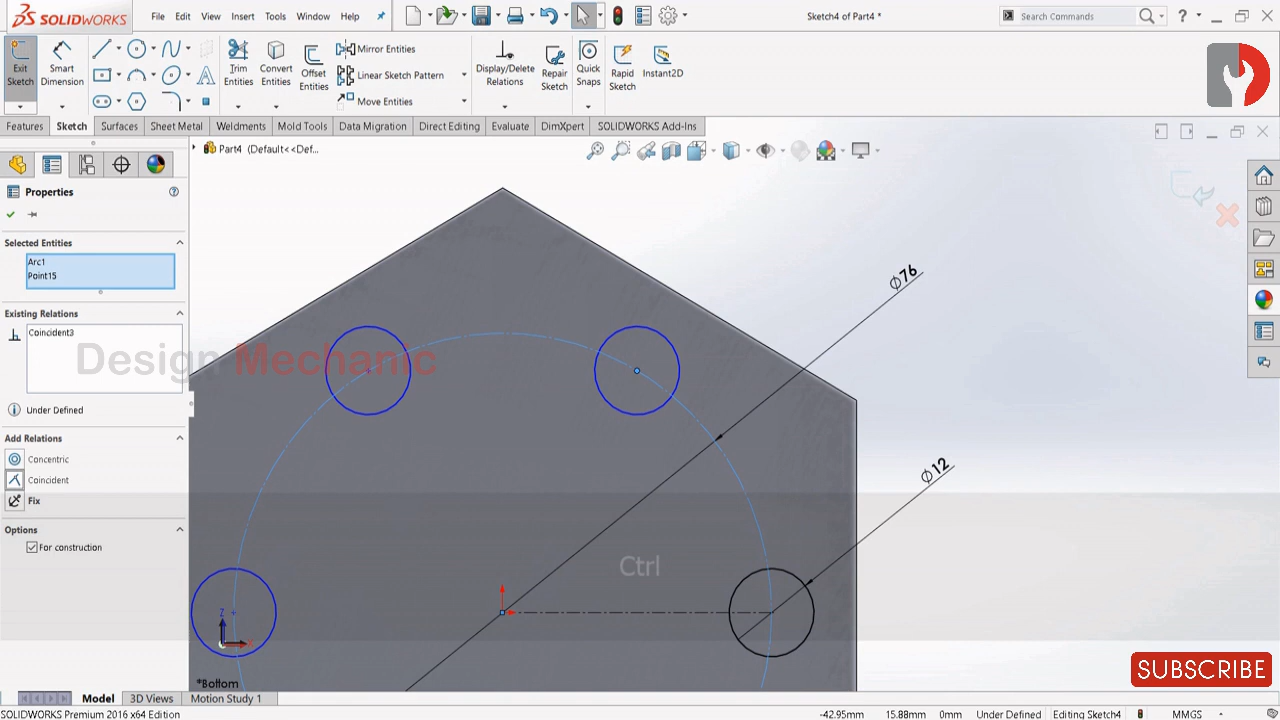 SOLIDWORKS
File Edit View Insert Tools Window Help
Sketch4 of Part4 *
Search Commands
Exit Sketch
Smart Dimension
Trim Entities
Convert Entities
Offset Entities
Mirror Entities
Linear Sketch Pattern
Move Entities
Display/Delete Relations
Repair Sketch
Quick Snaps
Rapid Sketch
Instant2D
Features Sketch Surfaces Sheet Metal Weldments Mold Tools Data Migration Direct Editing Evaluate DimXpert SOLIDWORKS Add-Ins
Part4 (Default<<Def...
Properties
Selected Entities
Arc1
Point15
Existing Relations
Coincident3
Under Defined
Add Relations
Concentric
Coincident
Fix
Options
For construction
Design Mechanic
Ø76
Ø12
Ctrl
Z
X
*Bottom
SUBSCRIBE
Model 3D Views Motion Study 1
SOLIDWORKS Premium 2016 x64 Edition
-42.95mm 15.88mm 0mm Under Defined Editing Sketch4 MMGS